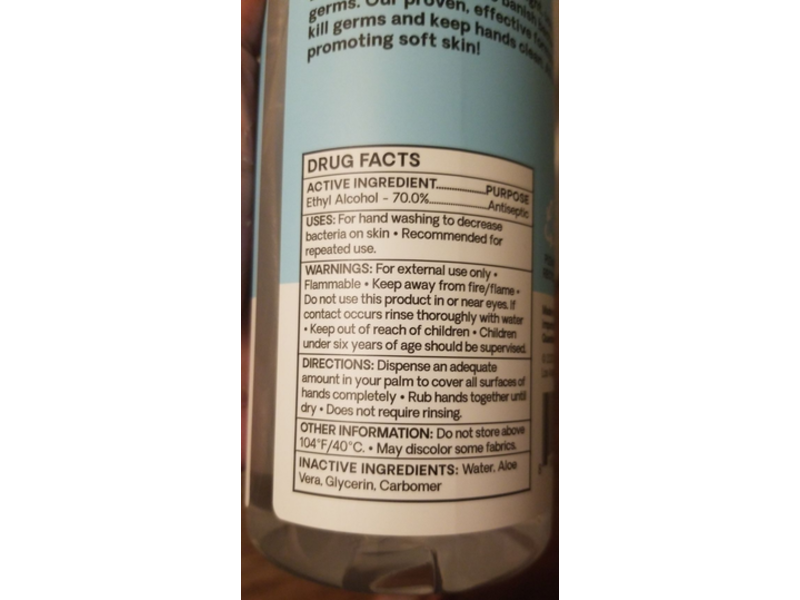 germs. Our proven, effective
kill germs and keep hands clean
promoting soft skin!
DRUG FACTS
ACTIVE INGREDIENT....................PURPOSE
Ethyl Alcohol - 70.0%....................Antiseptic
USES: For hand washing to decrease
bacteria on skin • Recommended for
repeated use.
WARNINGS: For external use only •
Flammable • Keep away from fire/flame •
Do not use this product in or near eyes. If
contact occurs rinse thoroughly with water
• Keep out of reach of children • Children
under six years of age should be supervised.
DIRECTIONS: Dispense an adequate
amount in your palm to cover all surfaces of
hands completely • Rub hands together until
dry • Does not require rinsing.
OTHER INFORMATION: Do not store above
104°F/40°C. • May discolor some fabrics.
INACTIVE INGREDIENTS: Water, Aloe
Vera, Glycerin, Carbomer